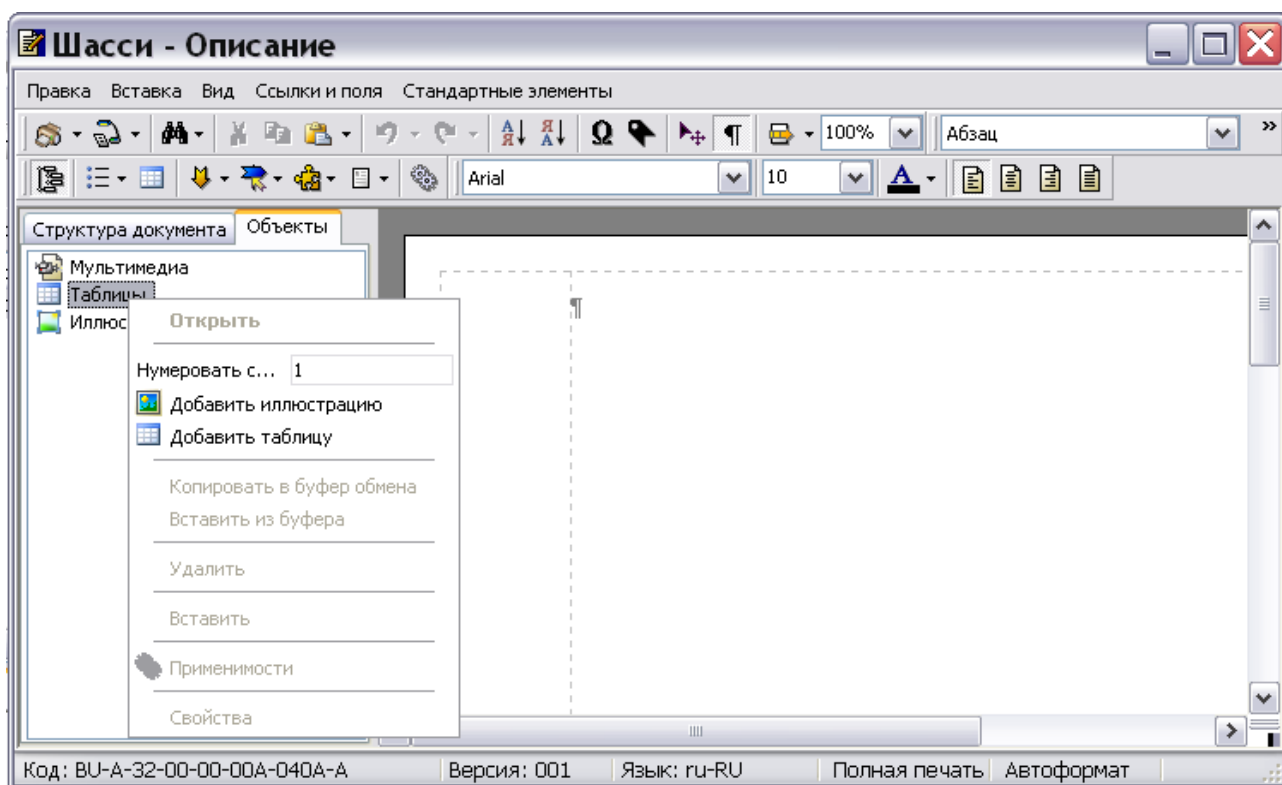 Шасси - Описание
Правка Вставка Вид Ссылки и поля Стандартные элементы
100% Абзац
Arial 10
Структура документа Объекты
Мультимедиа
Таблицы
Иллюс
Открыть
Нумеровать с... 1
Добавить иллюстрацию
Добавить таблицу
Копировать в буфер обмена
Вставить из буфера
Удалить
Вставить
Применимости
Свойства
Код: BU-A-32-00-00-00A-040A-A Версия: 001 Язык: ru-RU Полная печать Автоформат